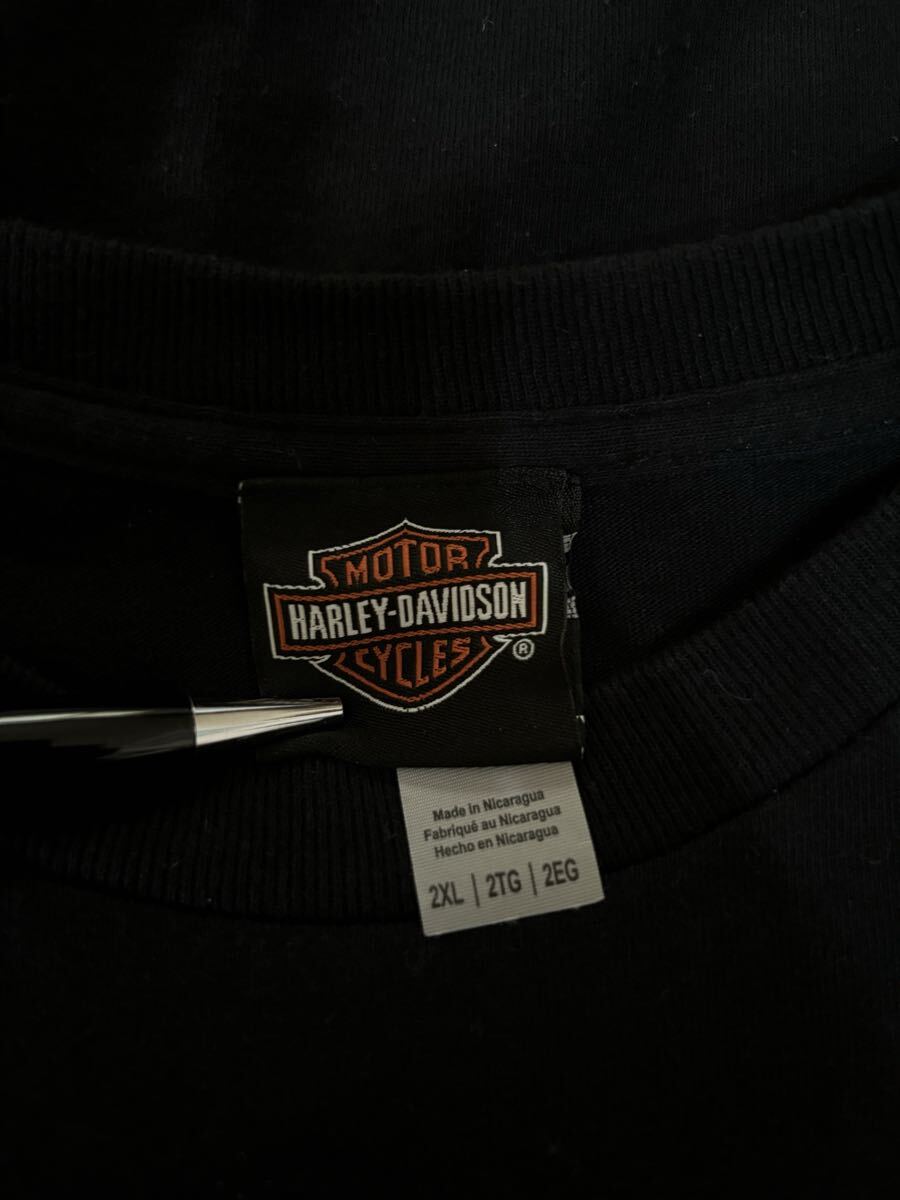 MOTOR
HARLEY-DAVIDSON
CYCLES
®
Made in Nicaragua
Fabriqué au Nicaragua
Hecho en Nicaragua
2XL | 2TG | 2EG